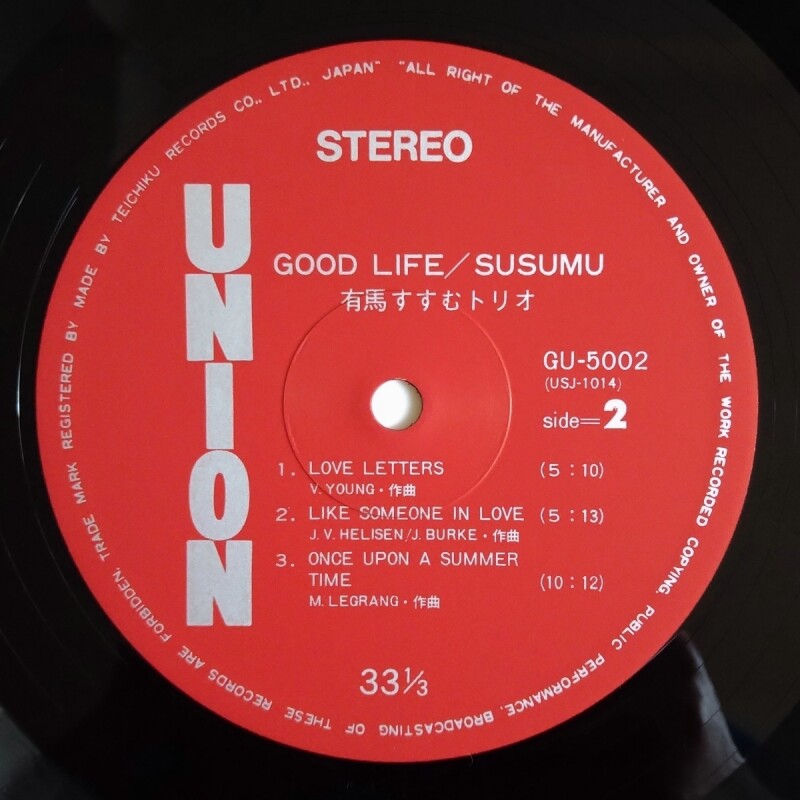 STEREO
UNION
GOOD LIFE/SUSUMU
有馬すすむトリオ
GU-5002
(USJ-1014)
side=2
1. LOVE LETTERS (5:10)
V. YOUNG・作曲
2. LIKE SOMEONE IN LOVE (5:13)
J. V. HELISEN/J. BURKE・作曲
3. ONCE UPON A SUMMER
TIME (10:12)
M. LEGRANG・作曲
33⅓
"ALL RIGHT OF THE MANUFACTURER AND OWNER OF THE WORK RECORDED COPYING, PUBLIC PERFORMANCE, BROADCASTING OF THESE RECORDS ARE FORBIDDEN, TRADE MARK REGISTERED BY MADE BY TEICHIKU RECORDS CO., LTD., JAPAN"